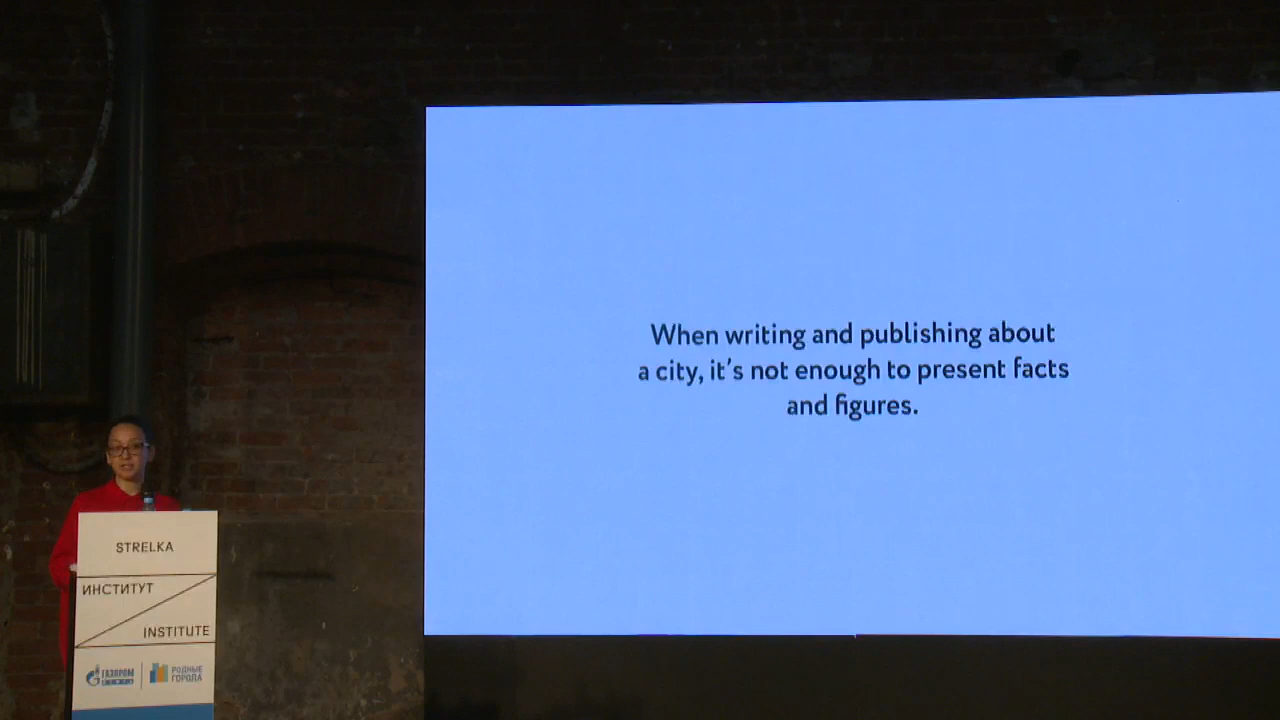 When writing and publishing about
a city, it's not enough to present facts
and figures.
STRELKA
ИНСТИТУТ
INSTITUTE
ГАЗПРОМ
НЕФТЬ
РОДНЫЕ
ГОРОДА